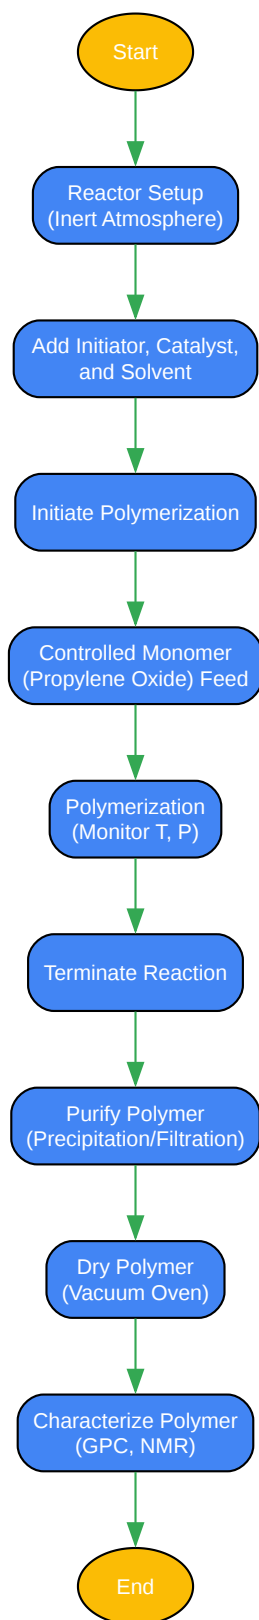 Start
Reactor Setup
(Inert Atmosphere)
Add Initiator, Catalyst,
and Solvent
Initiate Polymerization
Controlled Monomer
(Propylene Oxide) Feed
Polymerization
(Monitor T, P)
Terminate Reaction
Purify Polymer
(Precipitation/Filtration)
Dry Polymer
(Vacuum Oven)
Characterize Polymer
(GPC, NMR)
End